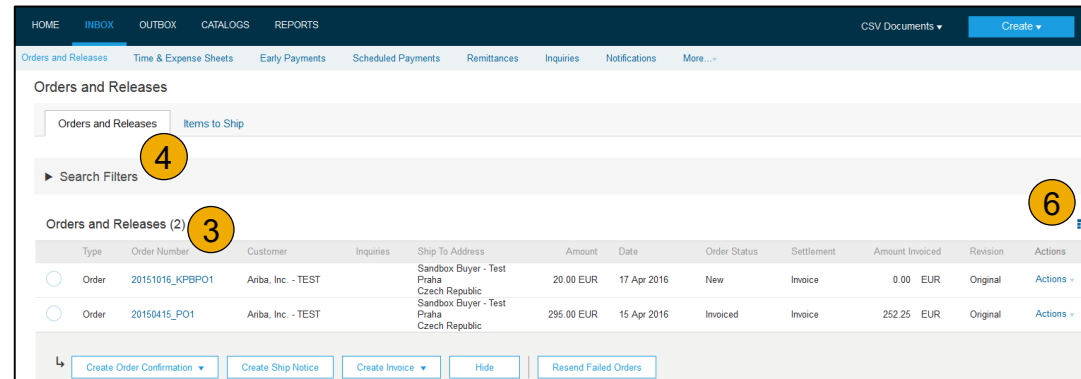 HOME INBOX OUTBOX CATALOGS REPORTS CSV Documents Create
Orders and Releases Time & Expense Sheets Early Payments Scheduled Payments Remittances Inquiries Notifications More...
Orders and Releases
Orders and Releases Items to Ship
4
Search Filters
6
Orders and Releases (2) 3
Type Order Number Customer Inquiries Ship To Address Amount Date Order Status Settlement Amount Invoiced Revision Actions
Sandbox Buyer - Test
Order 20151016_KPBPO1 Ariba, Inc. - TEST Praha 20.00 EUR 17 Apr 2016 New Invoice 0.00 EUR Original Actions
Czech Republic
Sandbox Buyer - Test
Order 20150415_PO1 Ariba, Inc. - TEST Praha 295.00 EUR 15 Apr 2016 Invoiced Invoice 252.25 EUR Original Actions
Czech Republic
Create Order Confirmation Create Ship Notice Create Invoice Hide Resend Failed Orders